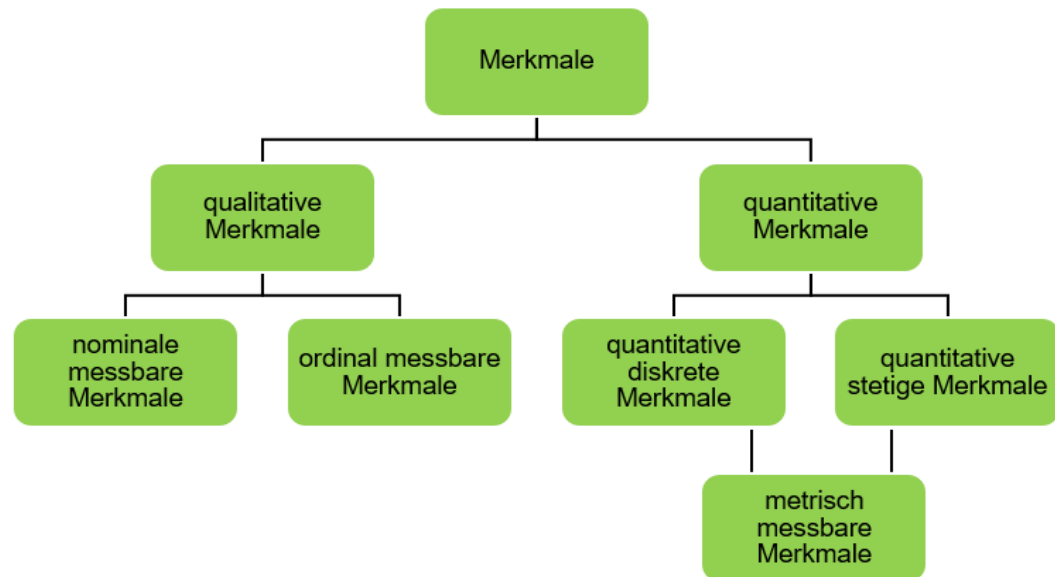 Merkmale
qualitative
Merkmale
quantitative
Merkmale
nominale
messbare
Merkmale
ordinal messbare
Merkmale
quantitative
diskrete
Merkmale
quantitative
stetige Merkmale
metrisch
messbare
Merkmale